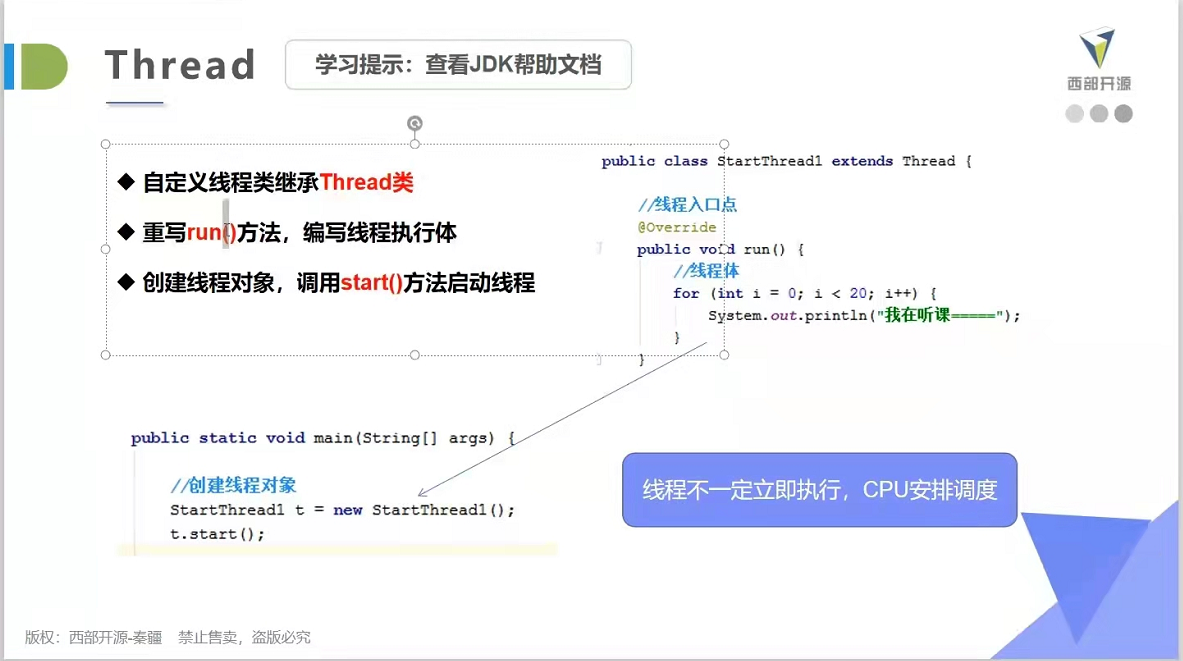 Thread
学习提示：查看JDK帮助文档
西部开源
◆ 自定义线程类继承Thread类
◆ 重写run()方法，编写线程执行体
◆ 创建线程对象，调用start()方法启动线程
public class StartThread1 extends Thread {
//线程入口点
@Override
public void run() {
//线程体
for (int i = 0; i < 20; i++) {
System.out.println("我在听课=====");
}
}
public static void main(String[] args) {
//创建线程对象
StartThread1 t = new StartThread1();
t.start();
线程不一定立即执行，CPU安排调度
版权：西部开源-秦疆 禁止售卖，盗版必究